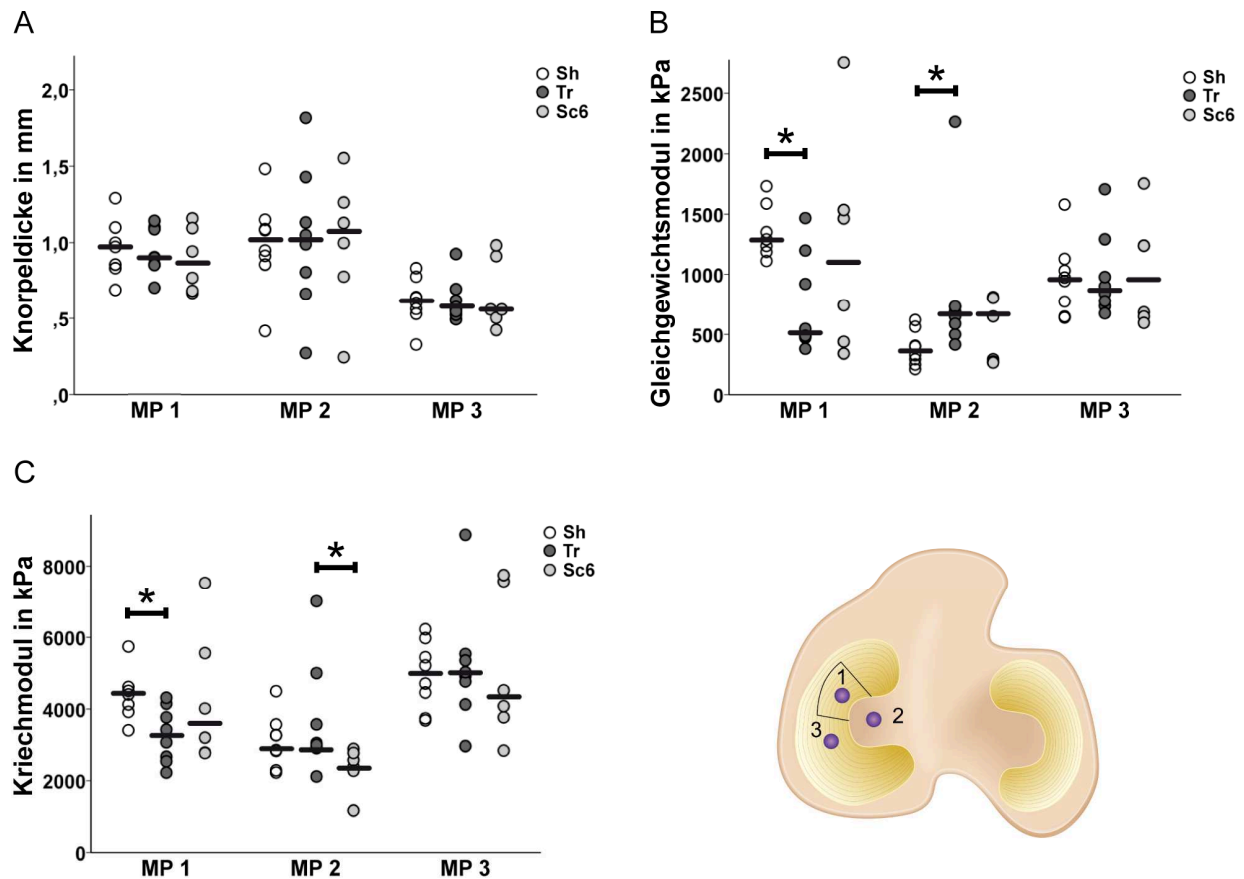 A
Knorpeldicke in mm
2,0
1,5
1,0
,5
,0
MP 1 MP 2 MP 3
Sh
Tr
Sc6
B
Gleichgewichtsmodul in kPa
2500
2000
1500
1000
500
0
* *
MP 1 MP 2 MP 3
Sh
Tr
Sc6
C
Kriechmodul in kPa
8000
6000
4000
2000
0
* *
MP 1 MP 2 MP 3
Sh
Tr
Sc6
1
2
3